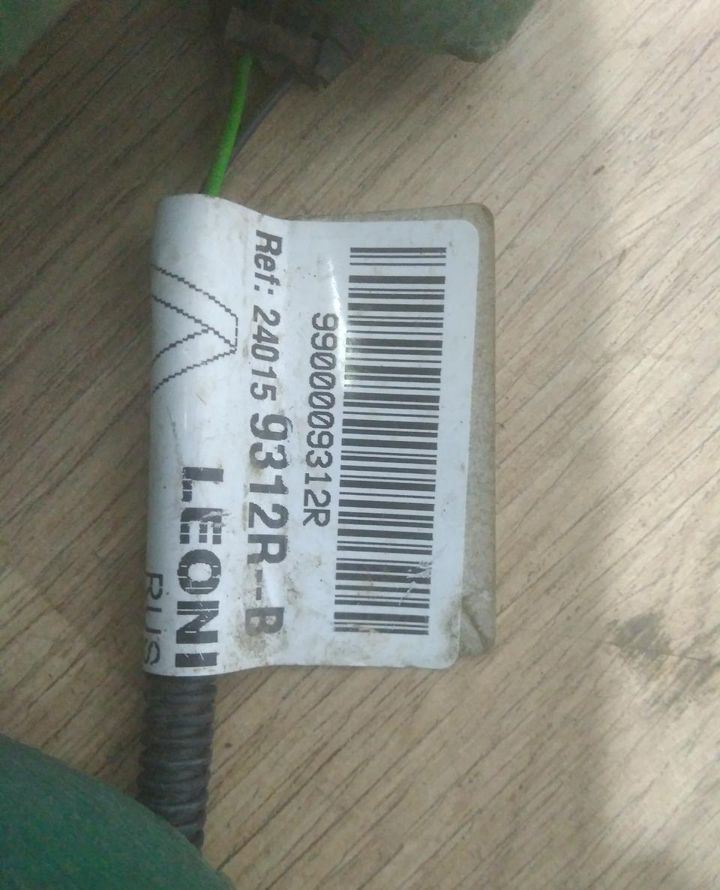 9900009312R
Ref: 24015 9312R--B
LEONI
RUS